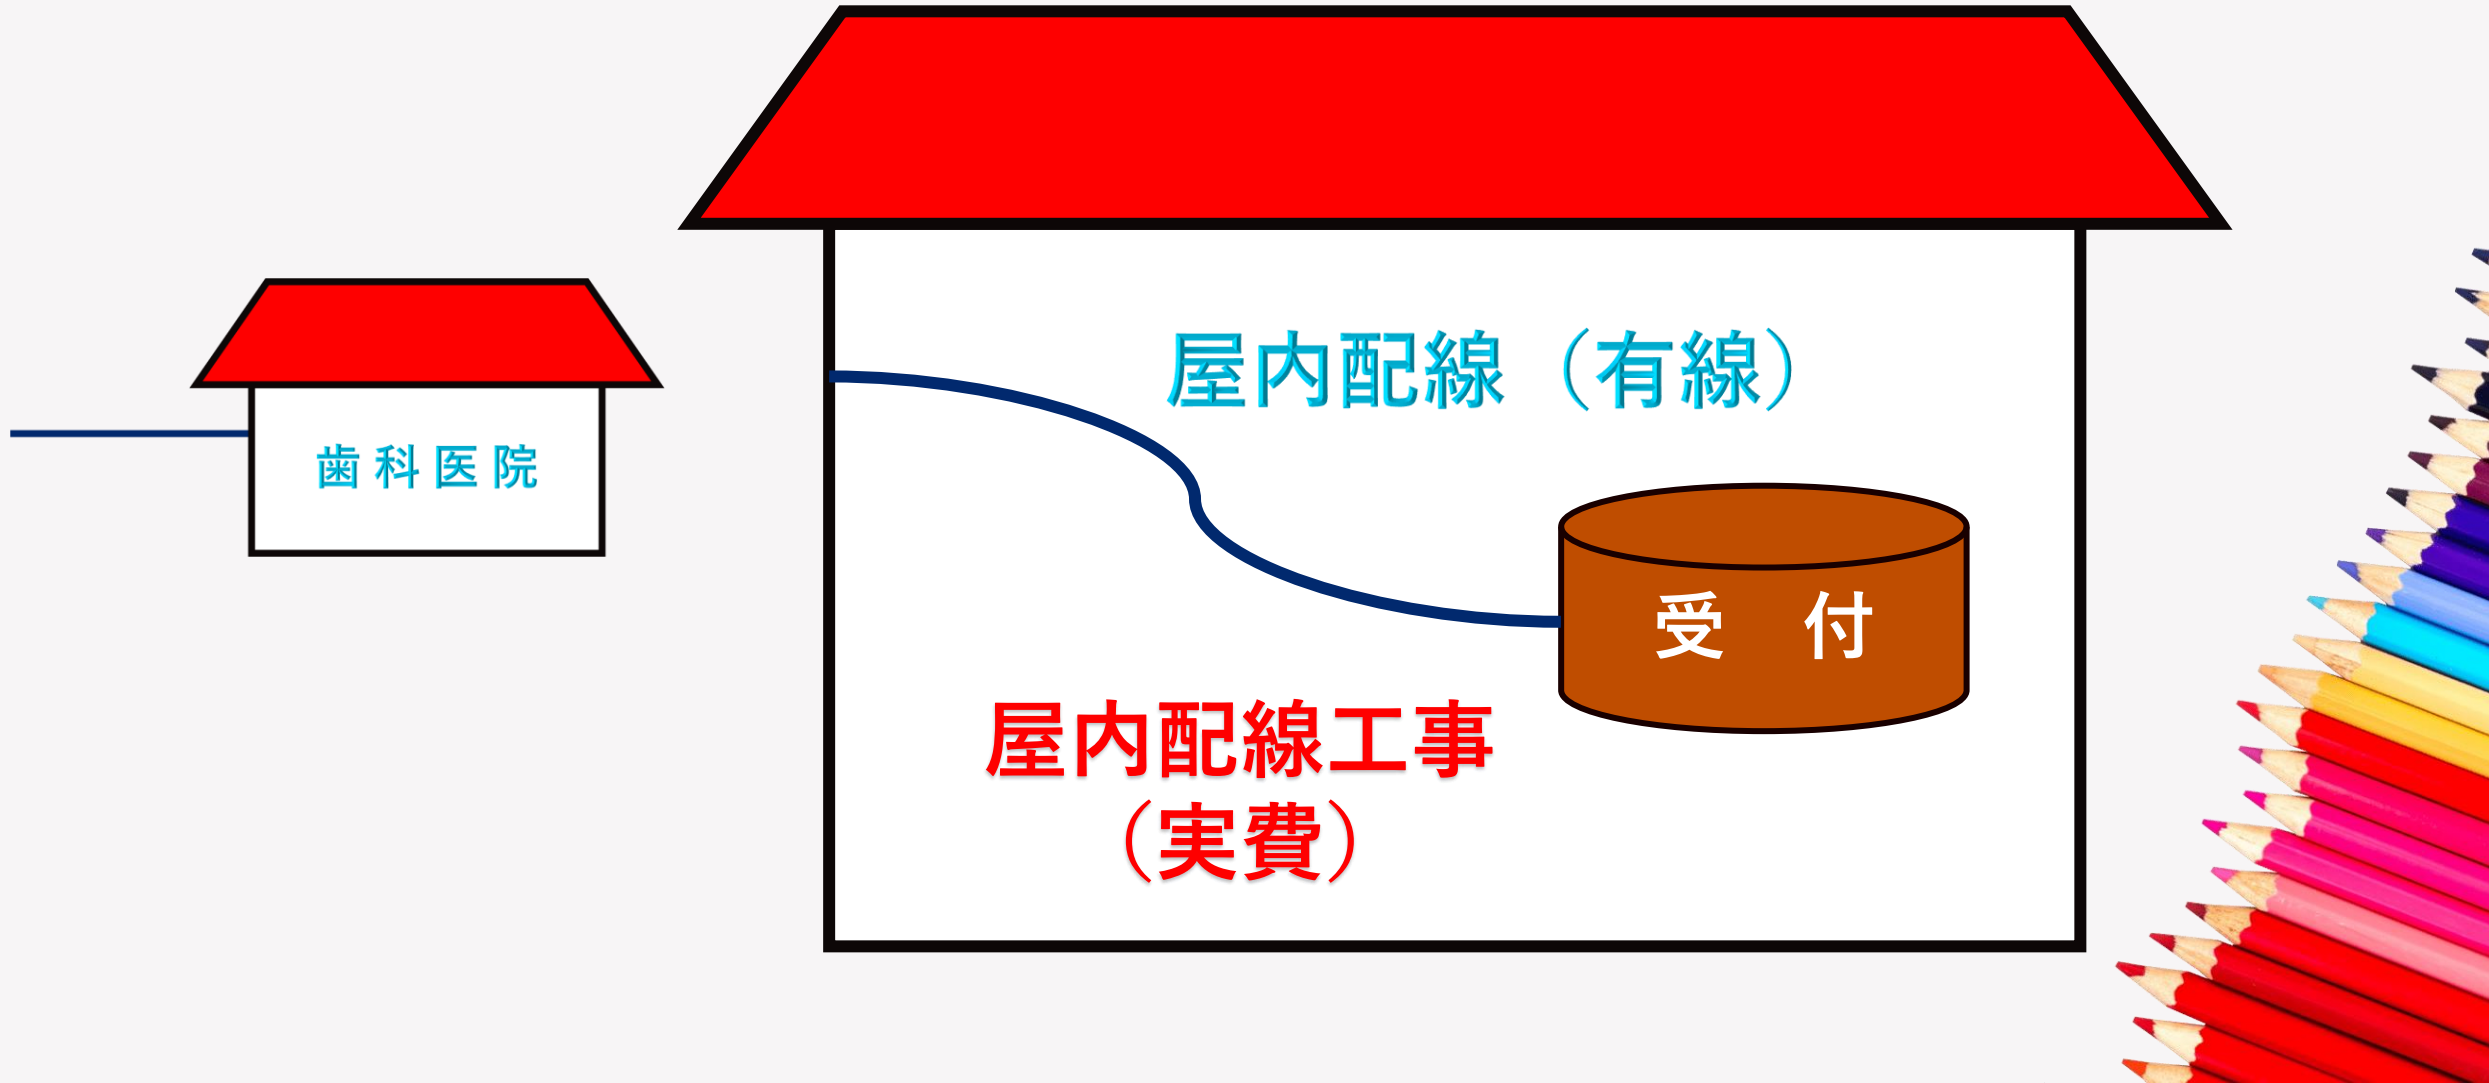 歯科医院
屋内配線（有線）
受　付
屋内配線工事
（実費）